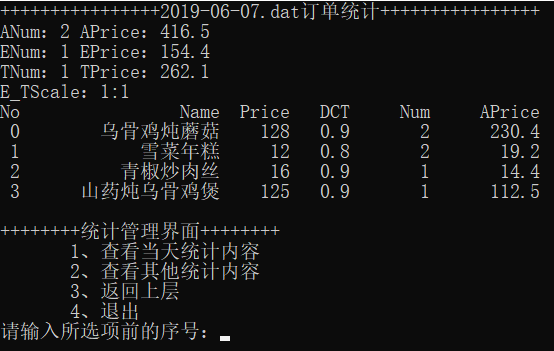 ++++++++++++++++2019-06-07.dat订单统计++++++++++++++++
ANum: 2 APrice: 416.5
ENum: 1 EPrice: 154.4
TNum: 1 TPrice: 262.1
E_TScale: 1:1
No Name Price DCT Num APrice
0 乌骨鸡炖蘑菇 128 0.9 2 230.4
1 雪菜年糕 12 0.8 2 19.2
2 青椒炒肉丝 16 0.9 1 14.4
3 山药炖乌骨鸡煲 125 0.9 1 112.5
++++++++统计管理界面++++++++
1、查看当天统计内容
2、查看其他统计内容
3、返回上层
4、退出
请输入所选项前的序号: